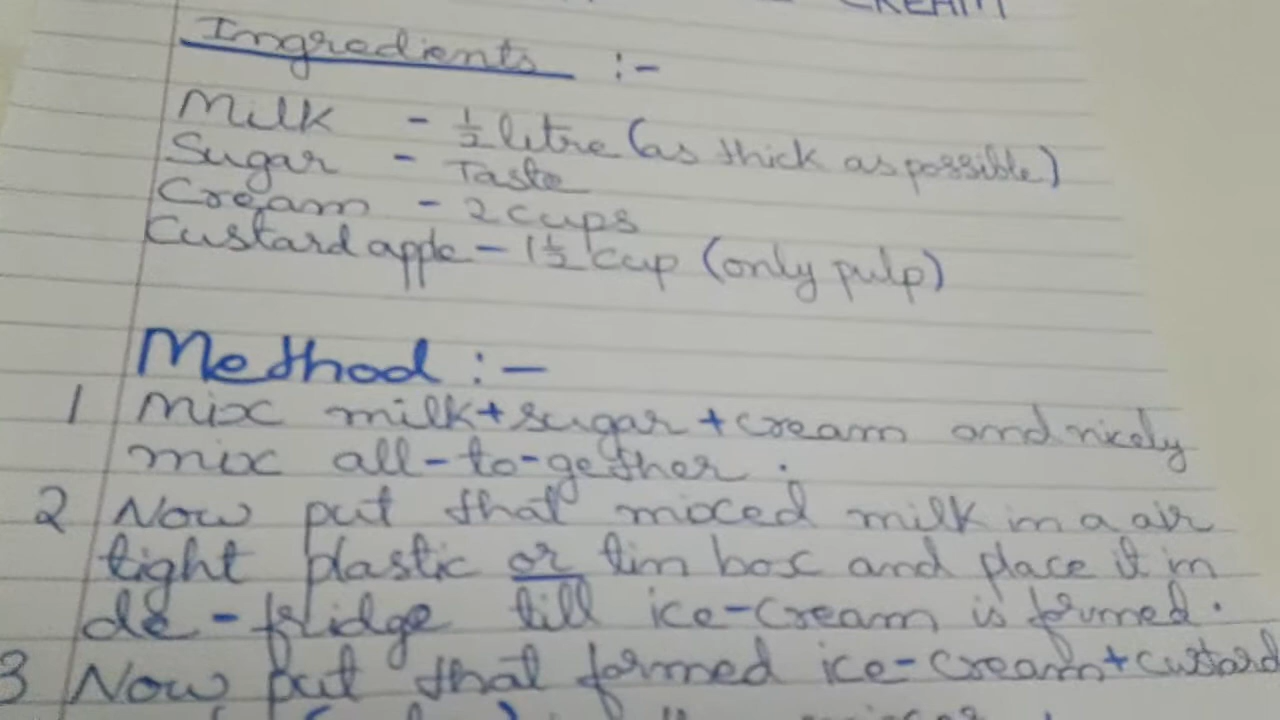 CREAM
Ingredients :-
Milk - ½ litre (as thick as possible)
Sugar - Taste
Cream - 2 cups
Custard apple - 1½ cup (only pulp)
Method :-
1 Mix milk + sugar + cream and nicely
mix all-to-gether.
2 Now put that mixed milk in a air
tight plastic or tin box and place it in
de-fridge till ice-cream is formed.
3 Now put that formed ice-cream + custard